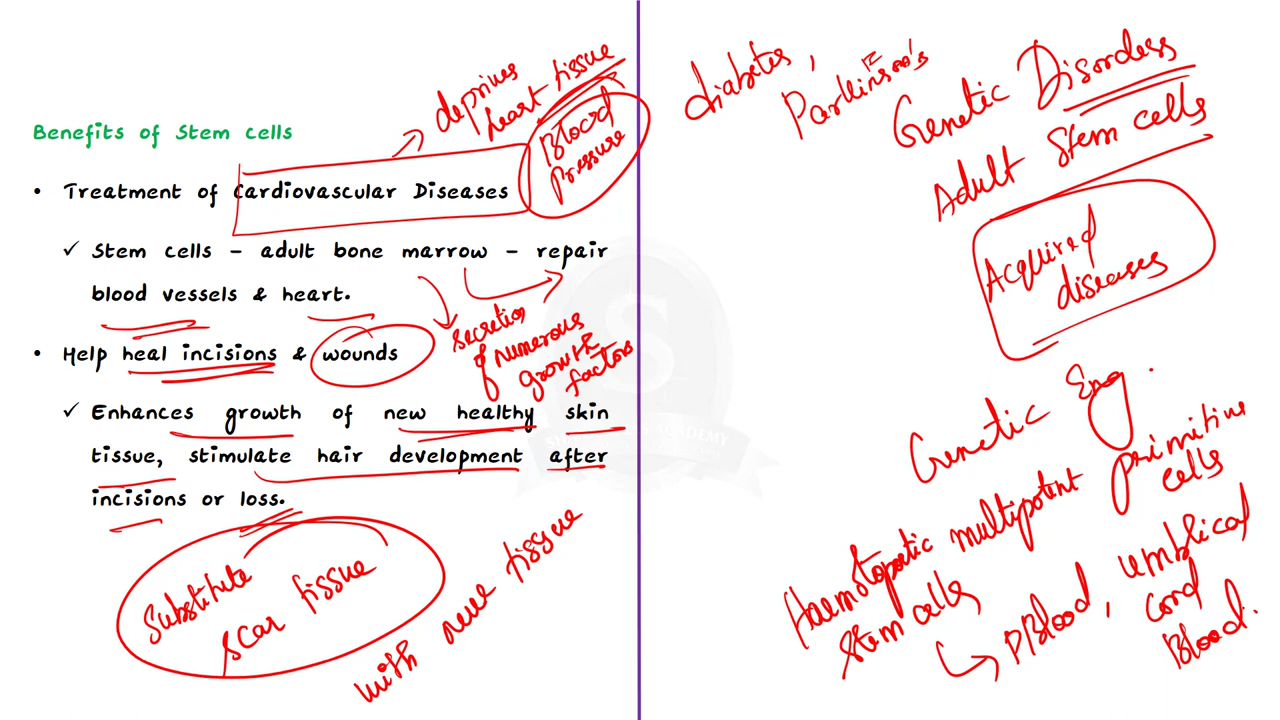 Benefits of Stem cells
deprives
heart tissue
Blood
Pressure
• Treatment of Cardiovascular Diseases
✓ Stem cells – adult bone marrow – repair
blood vessels & heart.
secretion
of numerous
growth
factors
• Help heal incisions & wounds
✓ Enhances growth of new healthy skin
tissue, stimulate hair development after
incisions or loss.
Substitute
scar tissue
with new tissue
diabetes,
Parkinson's
Genetic Disorders
Adult Stem cells
Acquired
diseases
Genetic Eng.
Haematopoetic multipotent primitive
stem cells
cells
Blood, umblical
cord
Blood.
ACADEMY